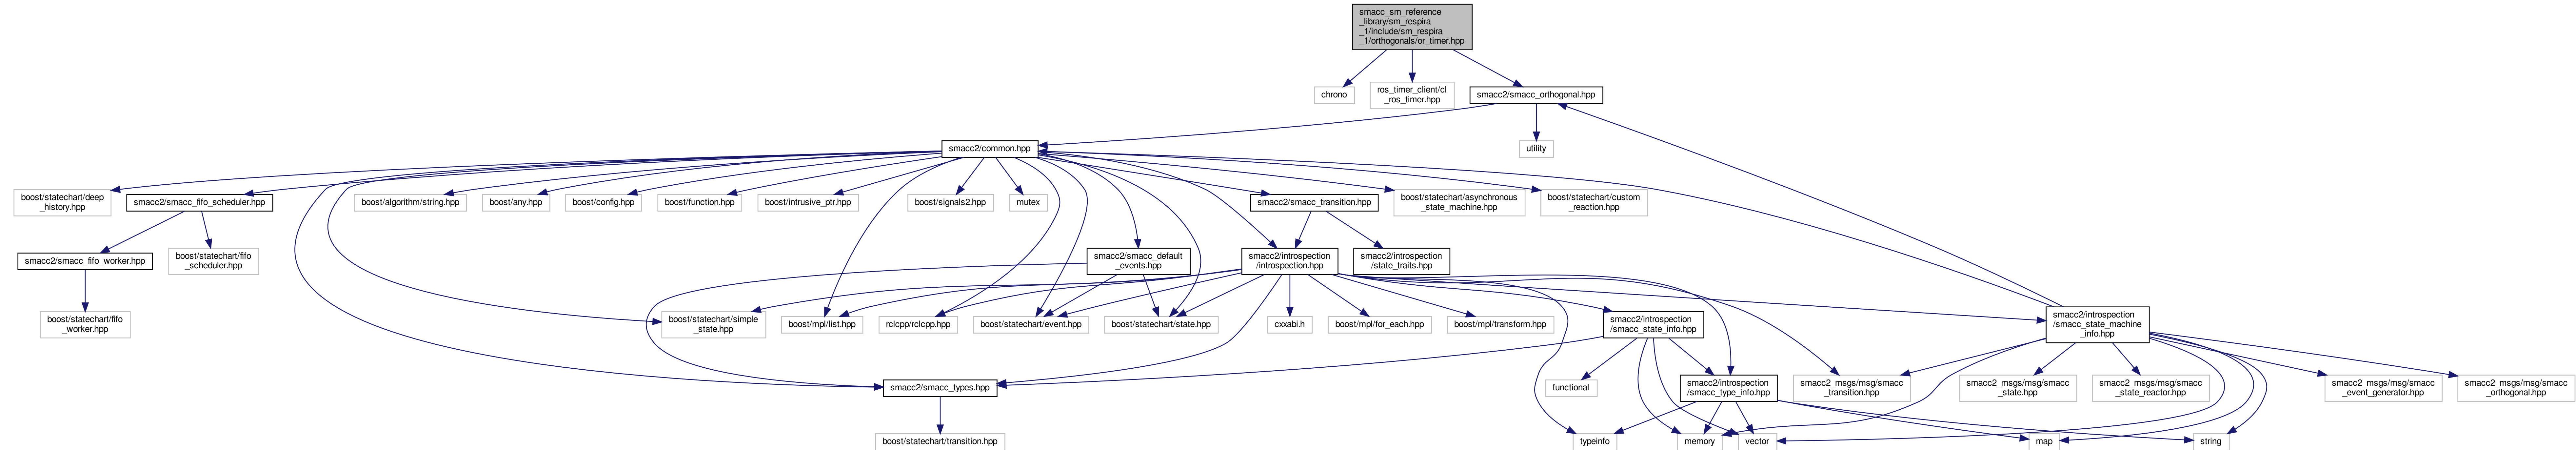 smacc_sm_reference
_library/sm_respira
_1/include/sm_respira
_1/orthogonals/or_timer.hpp
chrono
ros_timer_client/cl
_ros_timer.hpp
smacc2/smacc_orthogonal.hpp
smacc2/common.hpp
utility
boost/statechart/deep
_history.hpp
smacc2/smacc_fifo_scheduler.hpp
boost/algorithm/string.hpp
boost/any.hpp
boost/config.hpp
boost/function.hpp
boost/intrusive_ptr.hpp
boost/signals2.hpp
mutex
smacc2/smacc_transition.hpp
boost/statechart/asynchronous
_state_machine.hpp
boost/statechart/custom
_reaction.hpp
smacc2/smacc_fifo_worker.hpp
boost/statechart/fifo
_scheduler.hpp
smacc2/smacc_default
_events.hpp
smacc2/introspection
/introspection.hpp
smacc2/introspection
/state_traits.hpp
boost/statechart/fifo
_worker.hpp
boost/statechart/simple
_state.hpp
boost/mpl/list.hpp
rclcpp/rclcpp.hpp
boost/statechart/event.hpp
boost/statechart/state.hpp
cxxabi.h
boost/mpl/for_each.hpp
boost/mpl/transform.hpp
smacc2/introspection
/smacc_state_info.hpp
smacc2/introspection
/smacc_state_machine
_info.hpp
smacc2/smacc_types.hpp
functional
smacc2/introspection
/smacc_type_info.hpp
smacc2_msgs/msg/smacc
_transition.hpp
smacc2_msgs/msg/smacc
_state.hpp
smacc2_msgs/msg/smacc
_state_reactor.hpp
smacc2_msgs/msg/smacc
_event_generator.hpp
smacc2_msgs/msg/smacc
_orthogonal.hpp
boost/statechart/transition.hpp
typeinfo
memory
vector
map
string